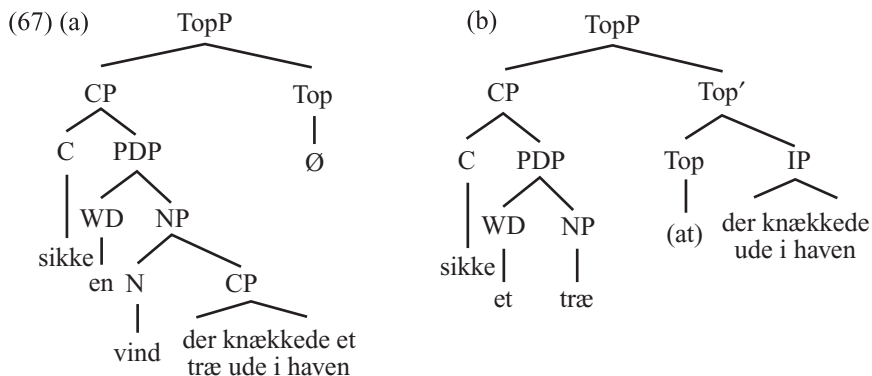 (67) (a) TopP (b) TopP
CP Top CP Top′
C PDP Ø C PDP Top IP
WD NP WD NP (at) der knækkede
ude i haven
sikke en N CP sikke et træ
vind der knækkede et
træ ude i haven